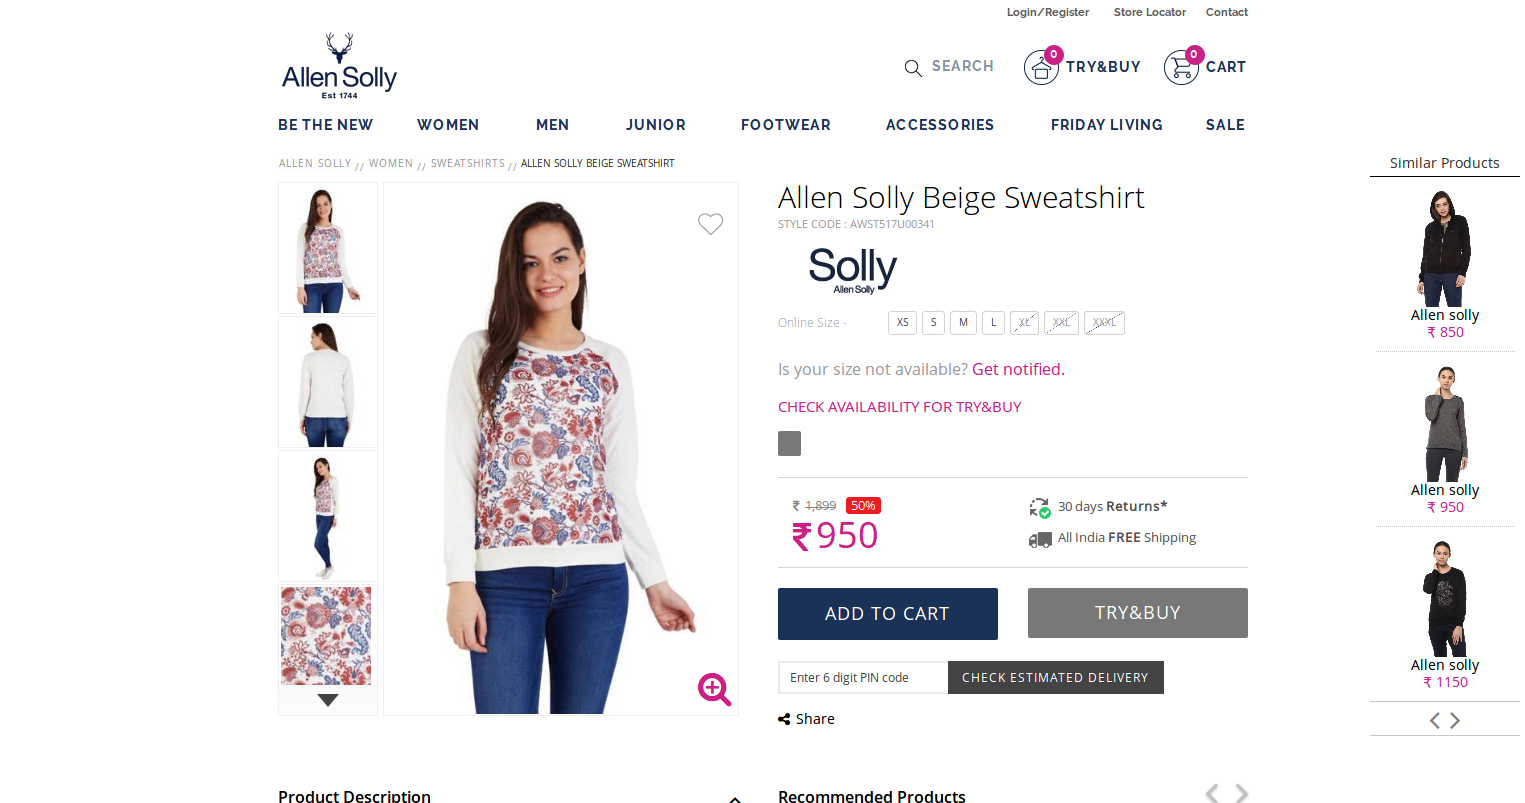 Login/Register Store Locator Contact
Allen Solly
Est 1744
SEARCH
0
TRY&BUY
0
CART
BE THE NEW WOMEN MEN JUNIOR FOOTWEAR ACCESSORIES FRIDAY LIVING SALE
ALLEN SOLLY // WOMEN // SWEATSHIRTS // ALLEN SOLLY BEIGE SWEATSHIRT
Allen Solly Beige Sweatshirt
STYLE CODE : AWST517U00341
Solly
Allen Solly
Online Size - XS S M L XL XXL XXXL
Is your size not available? Get notified.
CHECK AVAILABILITY FOR TRY&BUY
₹ 1,899 50%
₹950
30 days Returns*
All India FREE Shipping
ADD TO CART
TRY&BUY
Enter 6 digit PIN code CHECK ESTIMATED DELIVERY
Share
Product Description
Recommended Products
Similar Products
Allen solly
₹ 850
Allen solly
₹ 950
Allen solly
₹ 1150